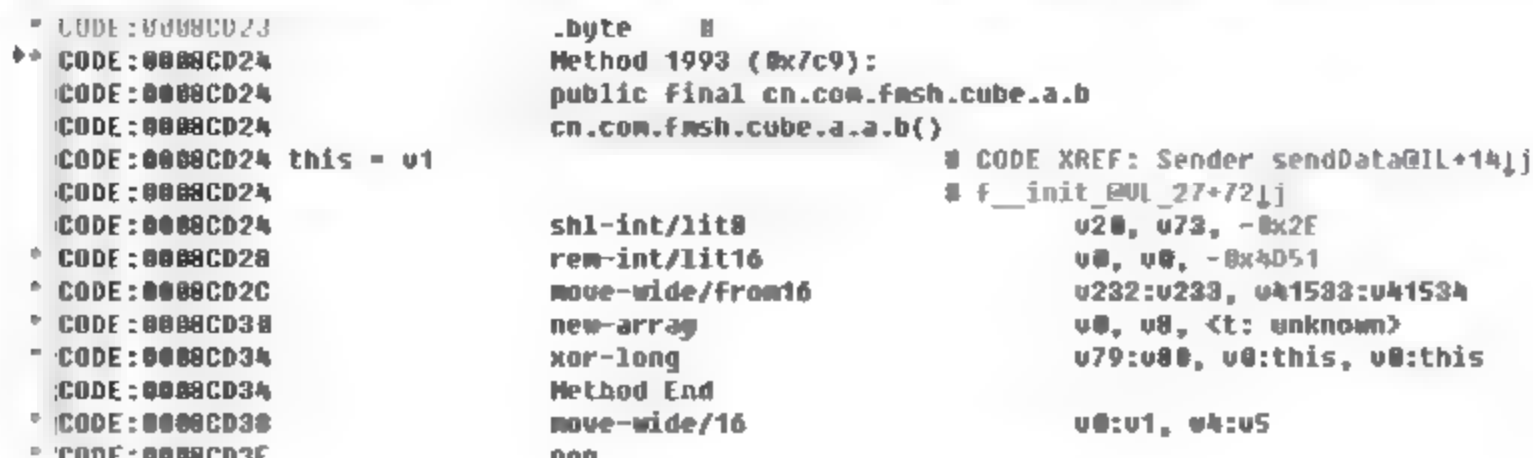 CODE:0008CD23 .byte 0
CODE:0008CD24 Method 1993 (0x7c9):
CODE:0008CD24 public final cn.com.fmsh.cube.a.b
CODE:0008CD24 cn.com.fmsh.cube.a.a.b()
CODE:0008CD24 this = v1 # CODE XREF: Sender_sendData@IL+14↓j
CODE:0008CD24 # f__init_@VL_27+72↓j
CODE:0008CD24 shl-int/lit8 v20, v73, -0x2E
CODE:0008CD28 rem-int/lit16 v0, v0, -0x4D51
CODE:0008CD2C move-wide/from16 v232:v233, v41533:v41534
CODE:0008CD30 new-array v0, v8, <t: unknown>
CODE:0008CD34 xor-long v79:v80, v0:this, v0:this
CODE:0008CD34 Method End
CODE:0008CD38 move-wide/16 v0:v1, v4:v5
CODE:0008CD3E nop